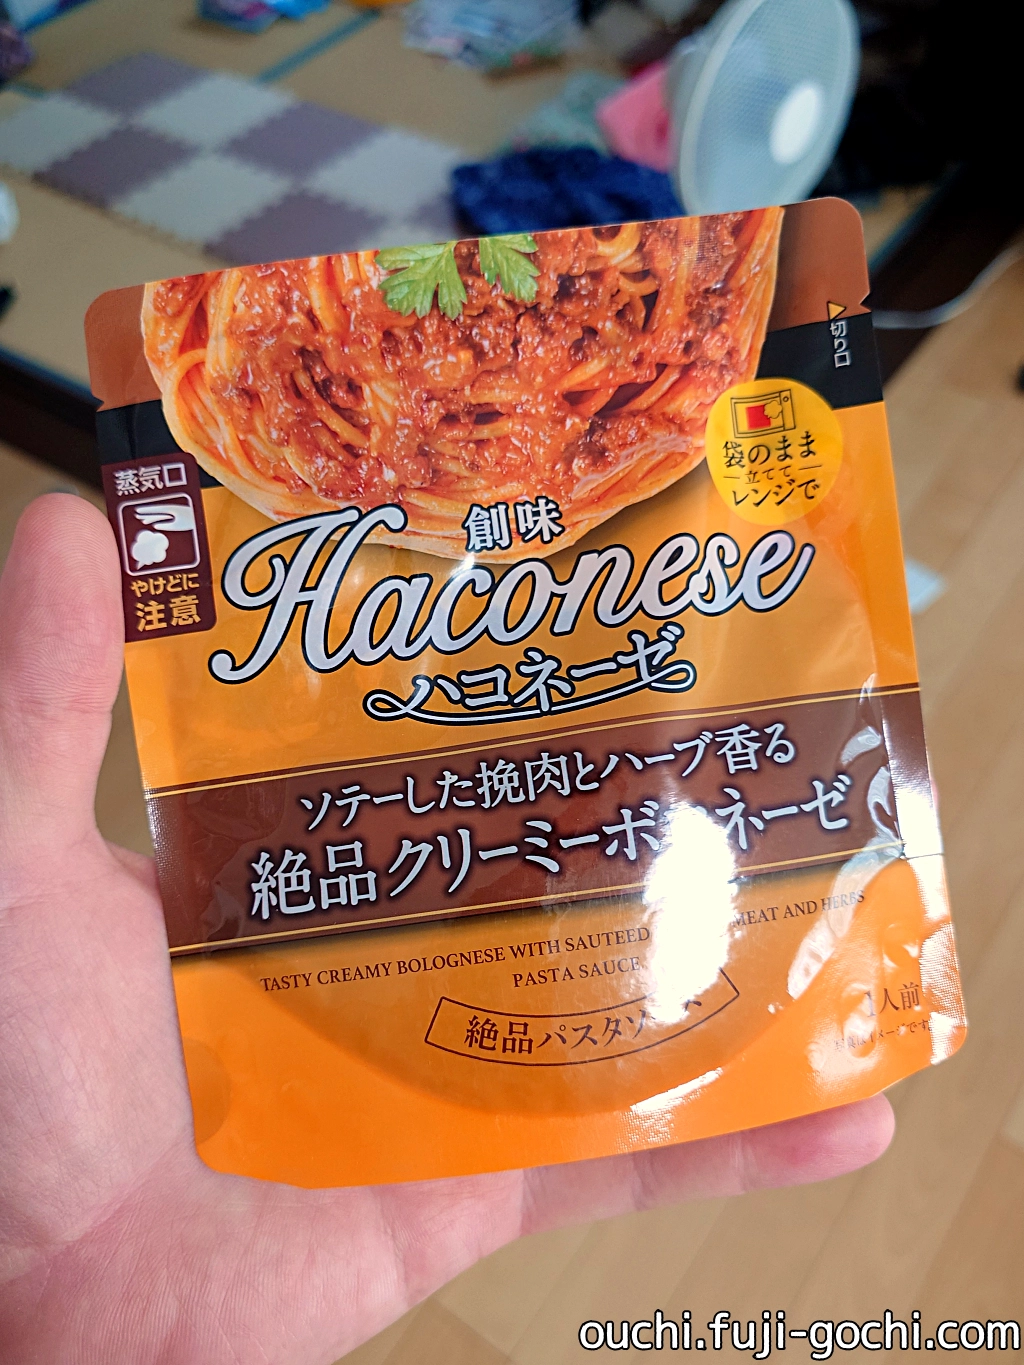 切り口
袋のまま
立てて
レンジで
蒸気口
やけどに
注意
創味
Haconese
ハコネーゼ
ソテーした挽肉とハーブ香る
絶品クリーミーボ ネーゼ
TASTY CREAMY BOLOGNESE WITH SAUTEED MEAT AND HERBS
PASTA SAUCE
絶品パスタソ
1人前
ouchi.fuji-gochi.com